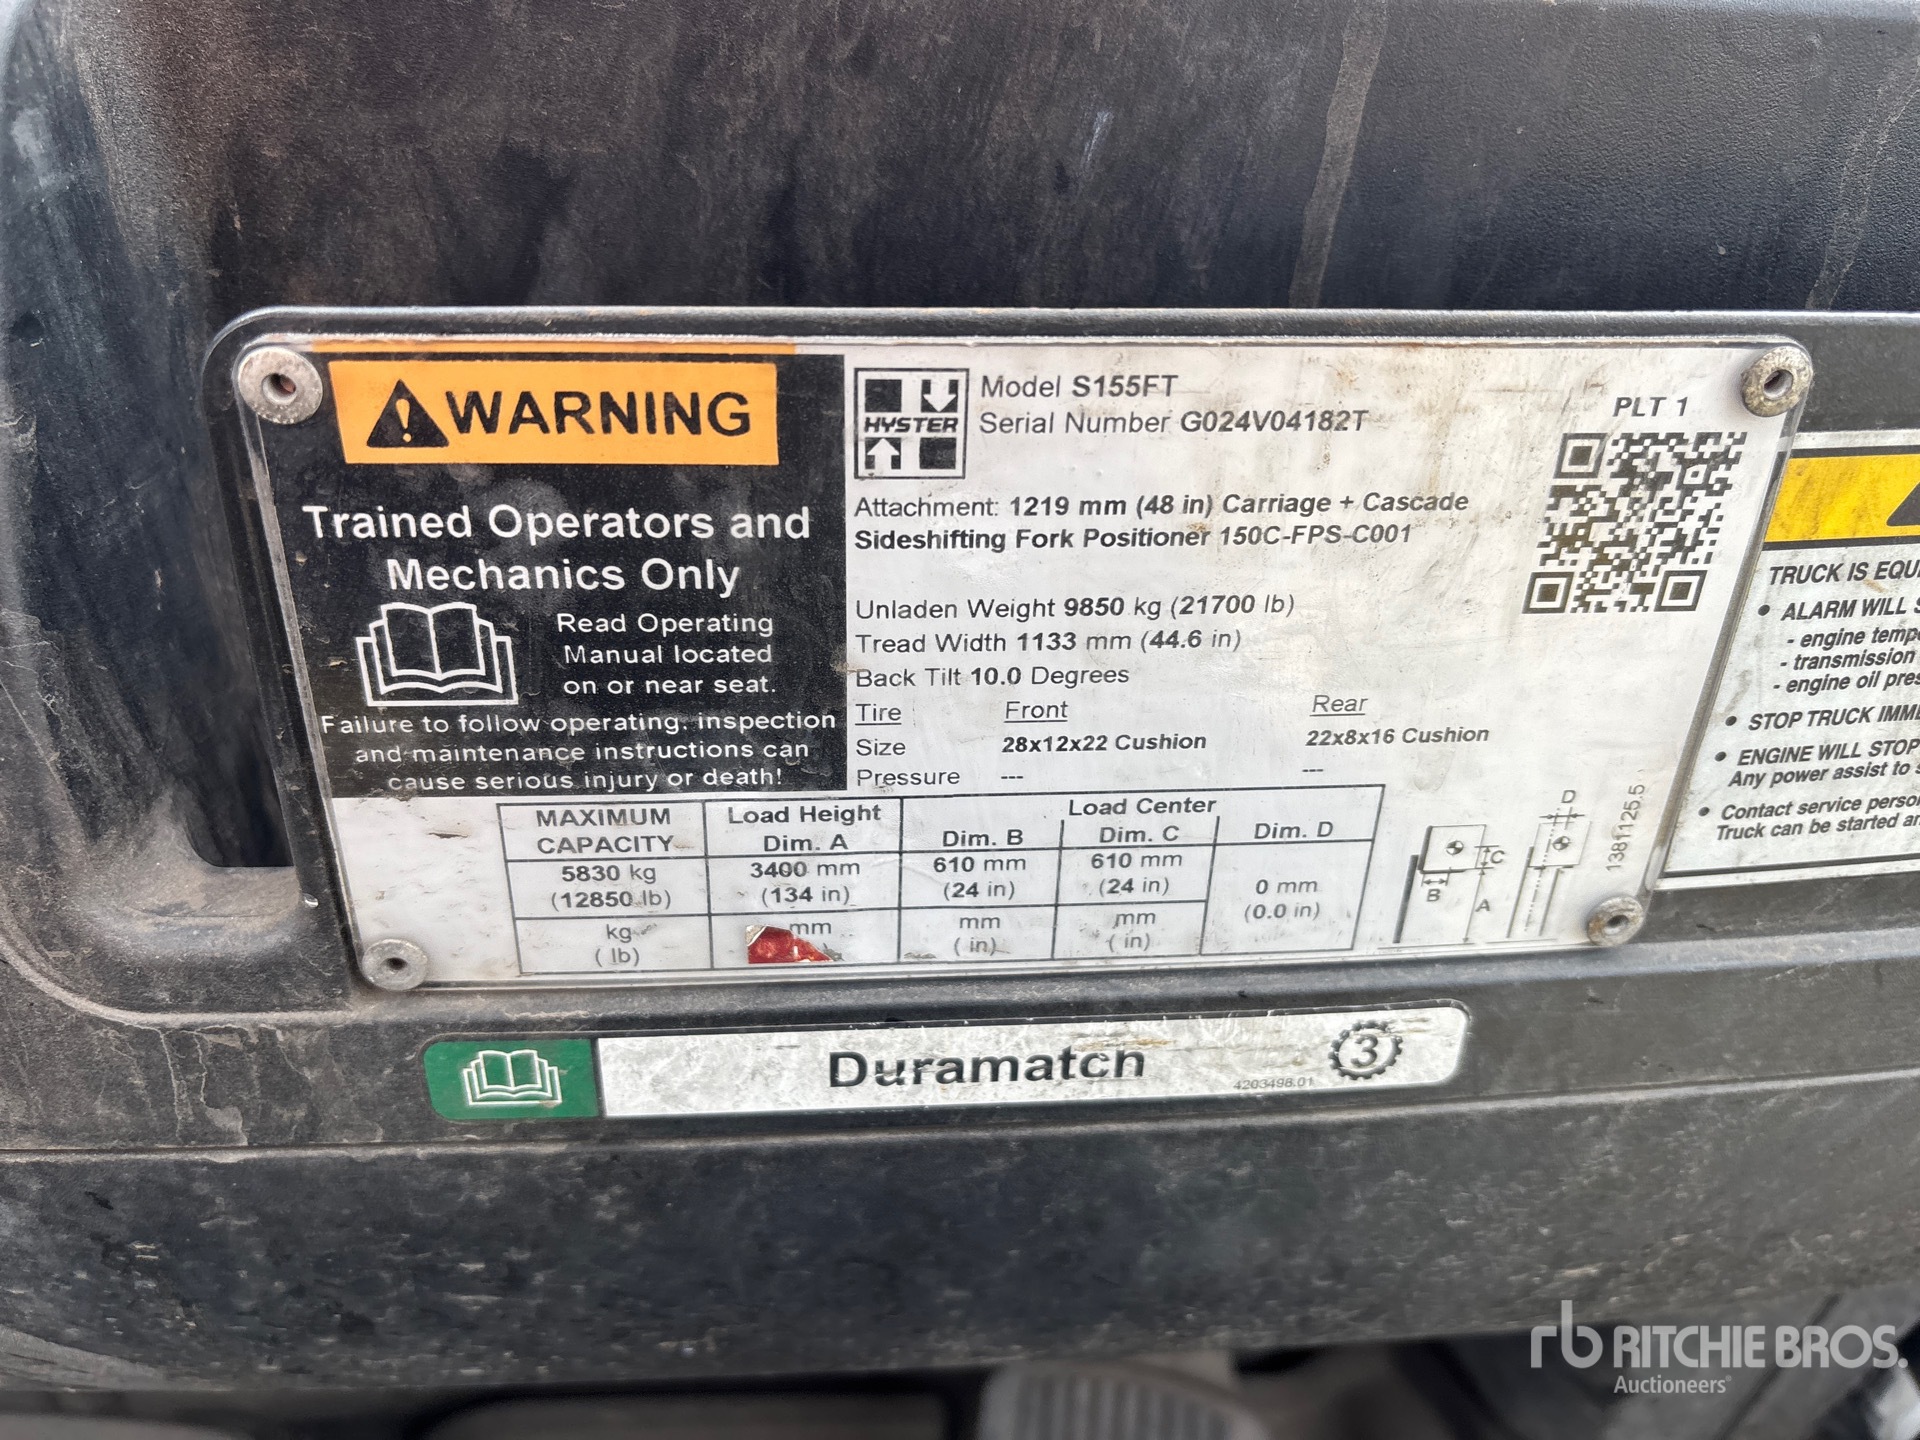 WARNING
Trained Operators and
Mechanics Only
Read Operating
Manual located
on or near seat.
Failure to follow operating, inspection
and maintenance instructions can
cause serious injury or death!
HYSTER
Model S155FT
Serial Number G024V04182T
PLT 1
Attachment: 1219 mm (48 in) Carriage + Cascade
Sideshifting Fork Positioner 150C-FPS-C001
Unladen Weight 9850 kg (21700 lb)
Tread Width 1133 mm (44.6 in)
Back Tilt 10.0 Degrees
Tire Front Rear
Size 28x12x22 Cushion 22x8x16 Cushion
Pressure --- ---
MAXIMUM CAPACITY Load Height Dim. A Load Center
Dim. B Dim. C Dim. D
5830 kg 3400 mm 610 mm 610 mm 0 mm
(12850 lb) (134 in) (24 in) (24 in) (0.0 in)
kg mm mm mm
( lb) ( in) ( in)
D
C
B
A
1381125.5
TRUCK IS EQU
• ALARM WILL S
- engine temp
- transmission
- engine oil pres
• STOP TRUCK IMME
• ENGINE WILL STOP
Any power assist to s
• Contact service person
Truck can be started an
Duramatch
4203498.01
3
rb RITCHIE BROS.
Auctioneers